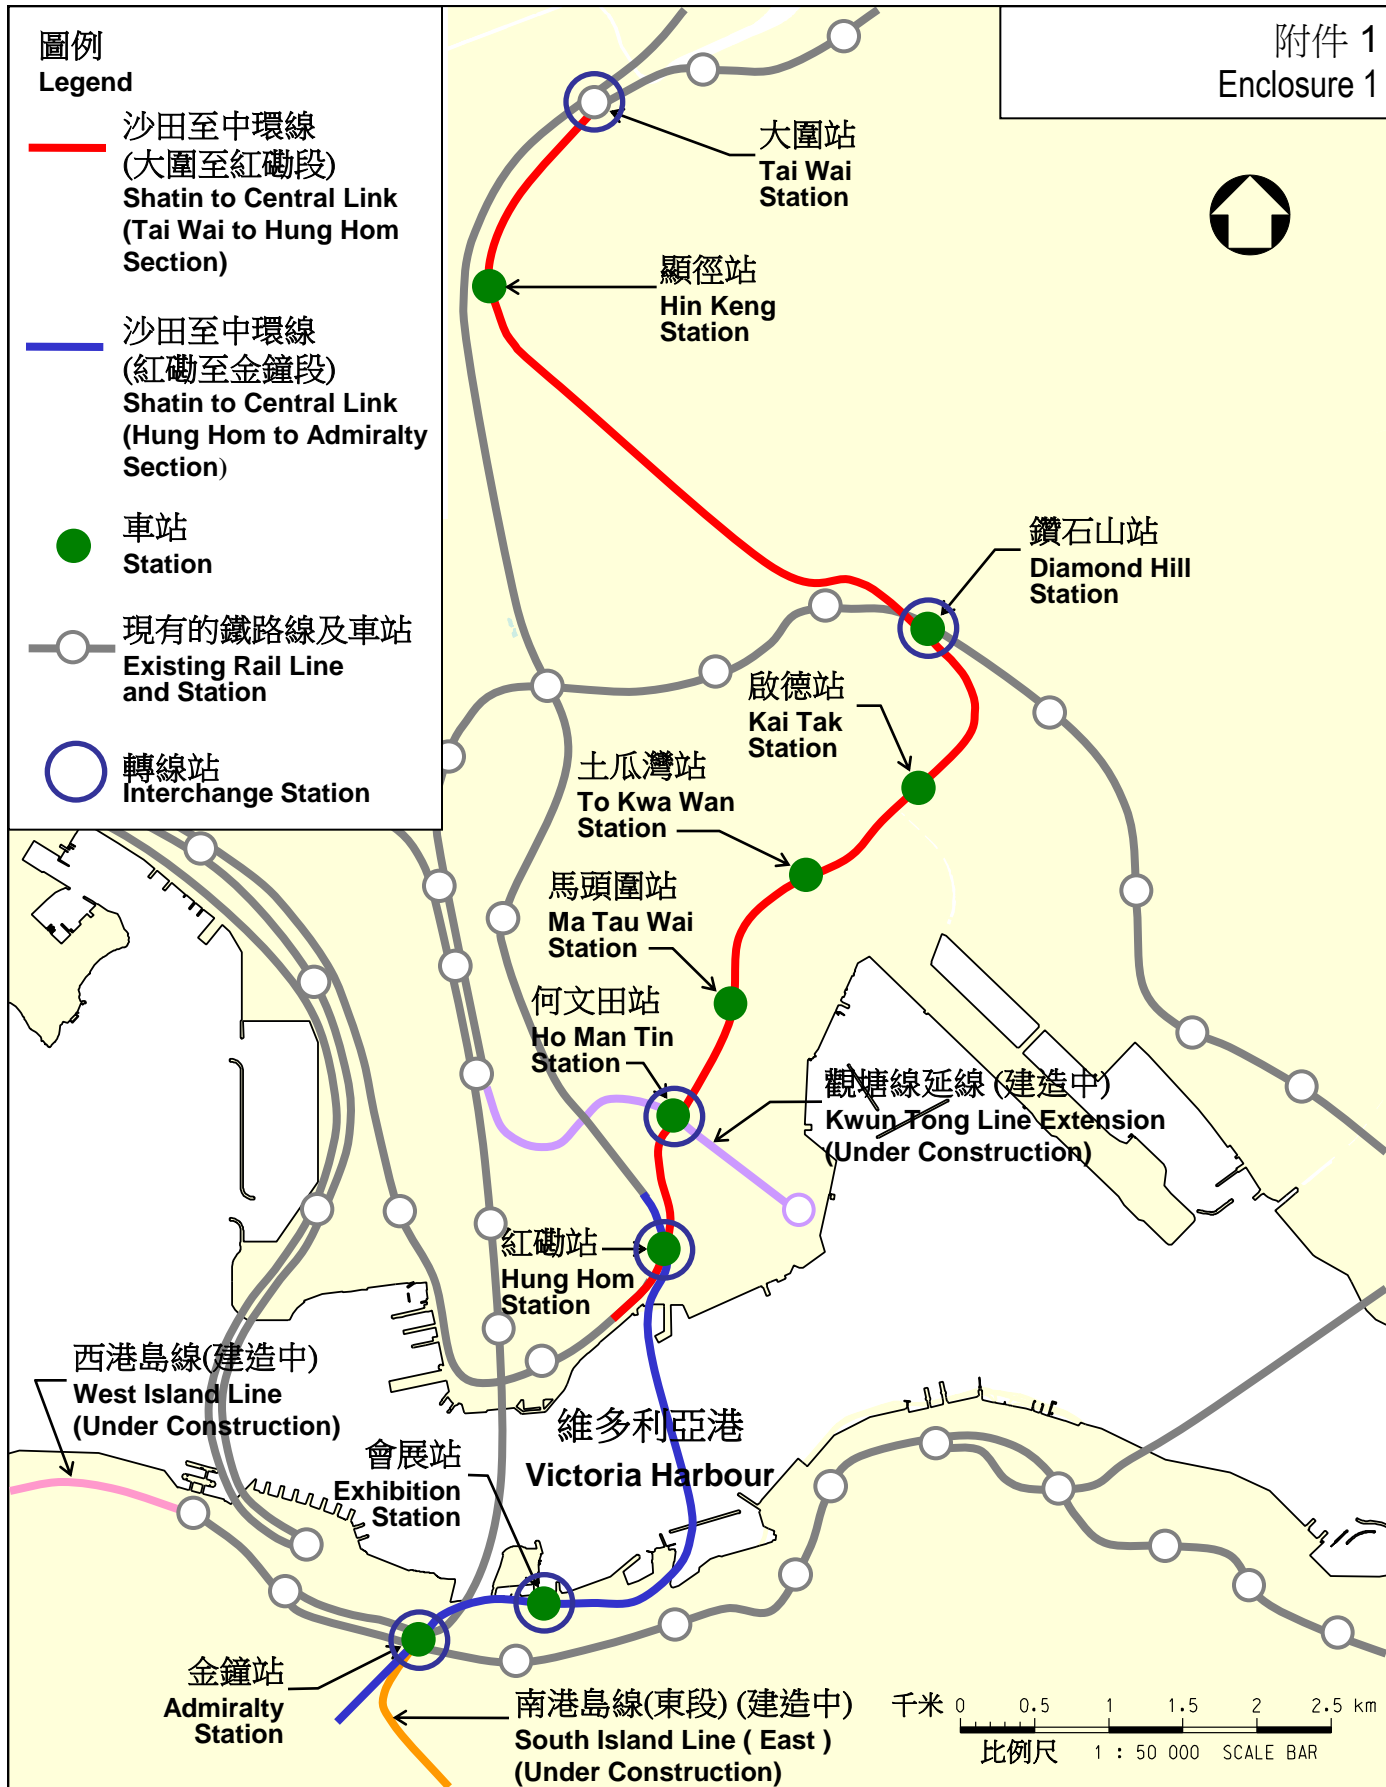 圖例
Legend
沙田至中環線
(大圍至紅磡段)
Shatin to Central Link
(Tai Wai to Hung Hom
Section)
沙田至中環線
(紅磡至金鐘段)
Shatin to Central Link
(Hung Hom to Admiralty
Section)
車站
Station
現有的鐵路線及車站
Existing Rail Line
and Station
轉線站
Interchange Station
附件 1
Enclosure 1
大圍站
Tai Wai
Station
顯徑站
Hin Keng
Station
鑽石山站
Diamond Hill
Station
啟德站
Kai Tak
Station
土瓜灣站
To Kwa Wan
Station
馬頭圍站
Ma Tau Wai
Station
何文田站
Ho Man Tin
Station
觀塘線延線 (建造中)
Kwun Tong Line Extension
(Under Construction)
紅磡站
Hung Hom
Station
西港島線(建造中)
West Island Line
(Under Construction)
維多利亞港
Victoria Harbour
會展站
Exhibition
Station
金鐘站
Admiralty
Station
南港島線(東段) (建造中)
South Island Line ( East )
(Under Construction)
千米 0 0.5 1 1.5 2 2.5 km
比例尺 1 : 50 000 SCALE BAR